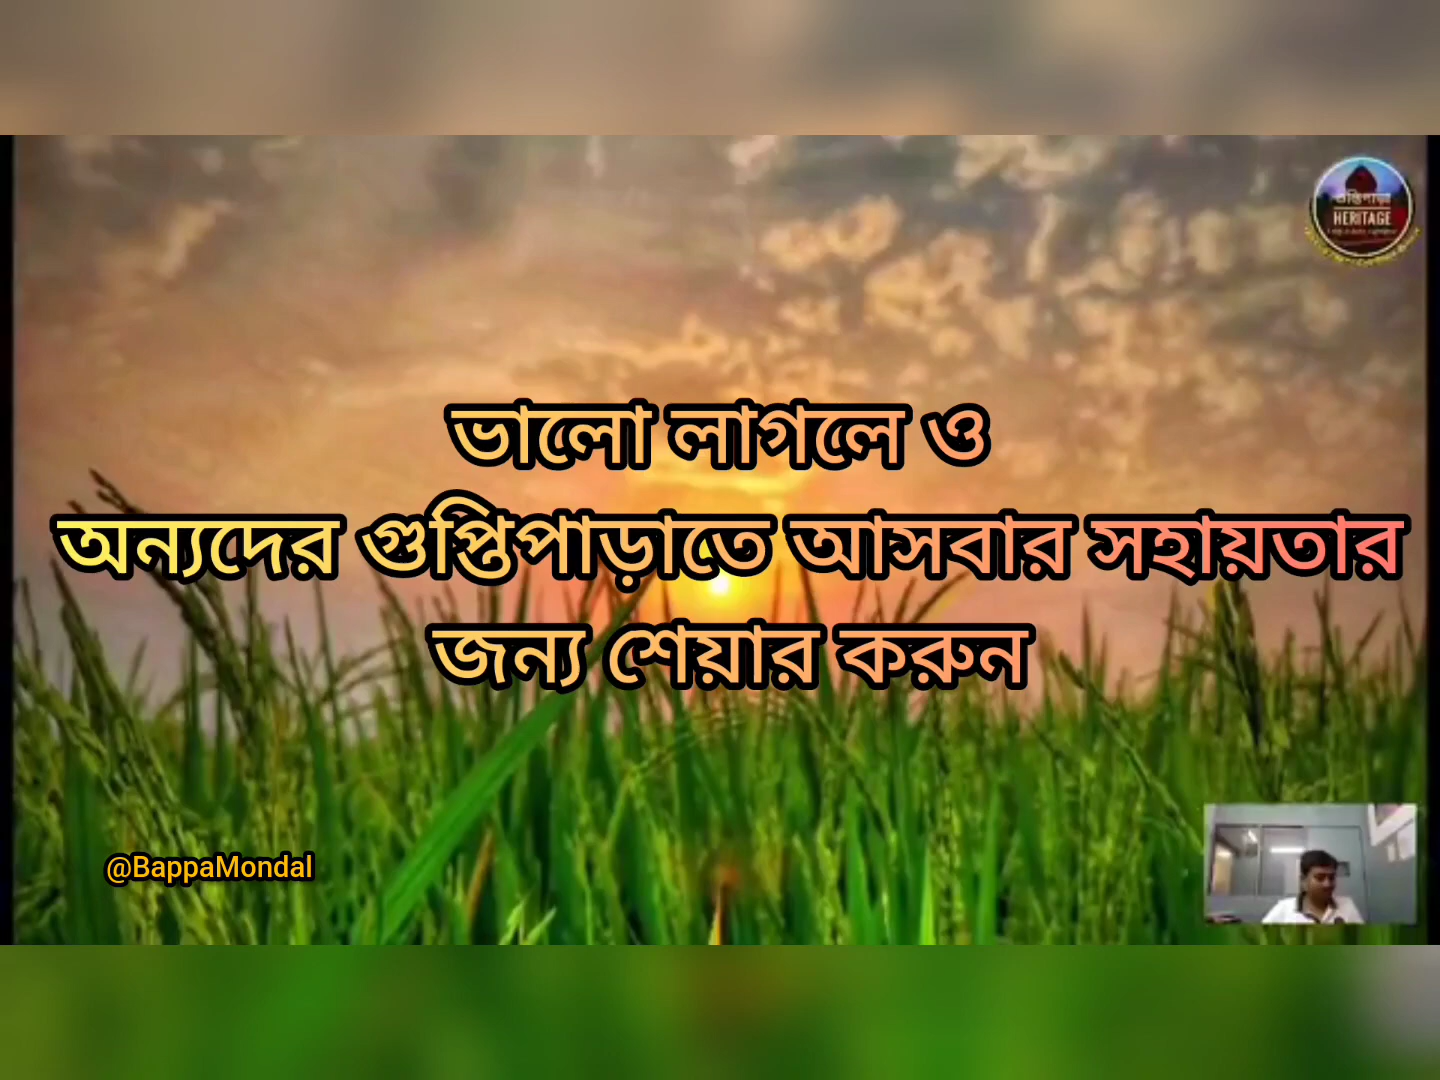 গুপ্তিপাড়া
HERITAGE
ভালো লাগলে ও
অন্যদের গুপ্তিপাড়াতে আসবার সহায়তার
জন্য শেয়ার করুন
@BappaMondal